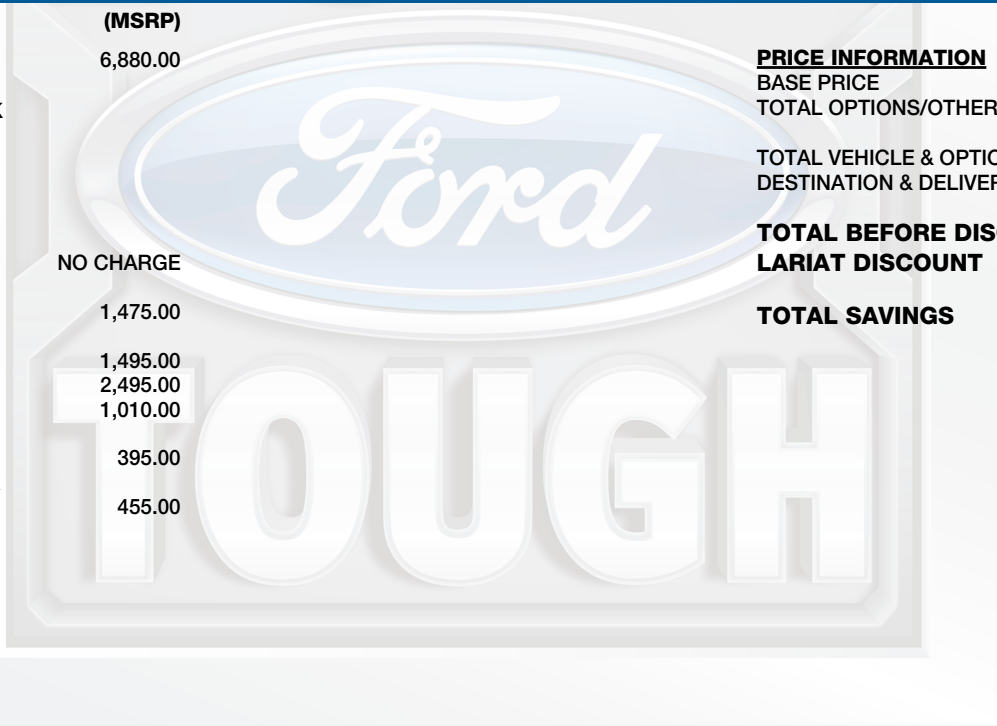 (MSRP)
6,880.00
NO CHARGE
1,475.00
1,495.00
2,495.00
1,010.00
395.00
455.00
PRICE INFORMATION
BASE PRICE
TOTAL OPTIONS/OTHER
TOTAL VEHICLE & OPTIO
DESTINATION & DELIVER
TOTAL BEFORE DISC
LARIAT DISCOUNT
TOTAL SAVINGS
Ford
TOUGH